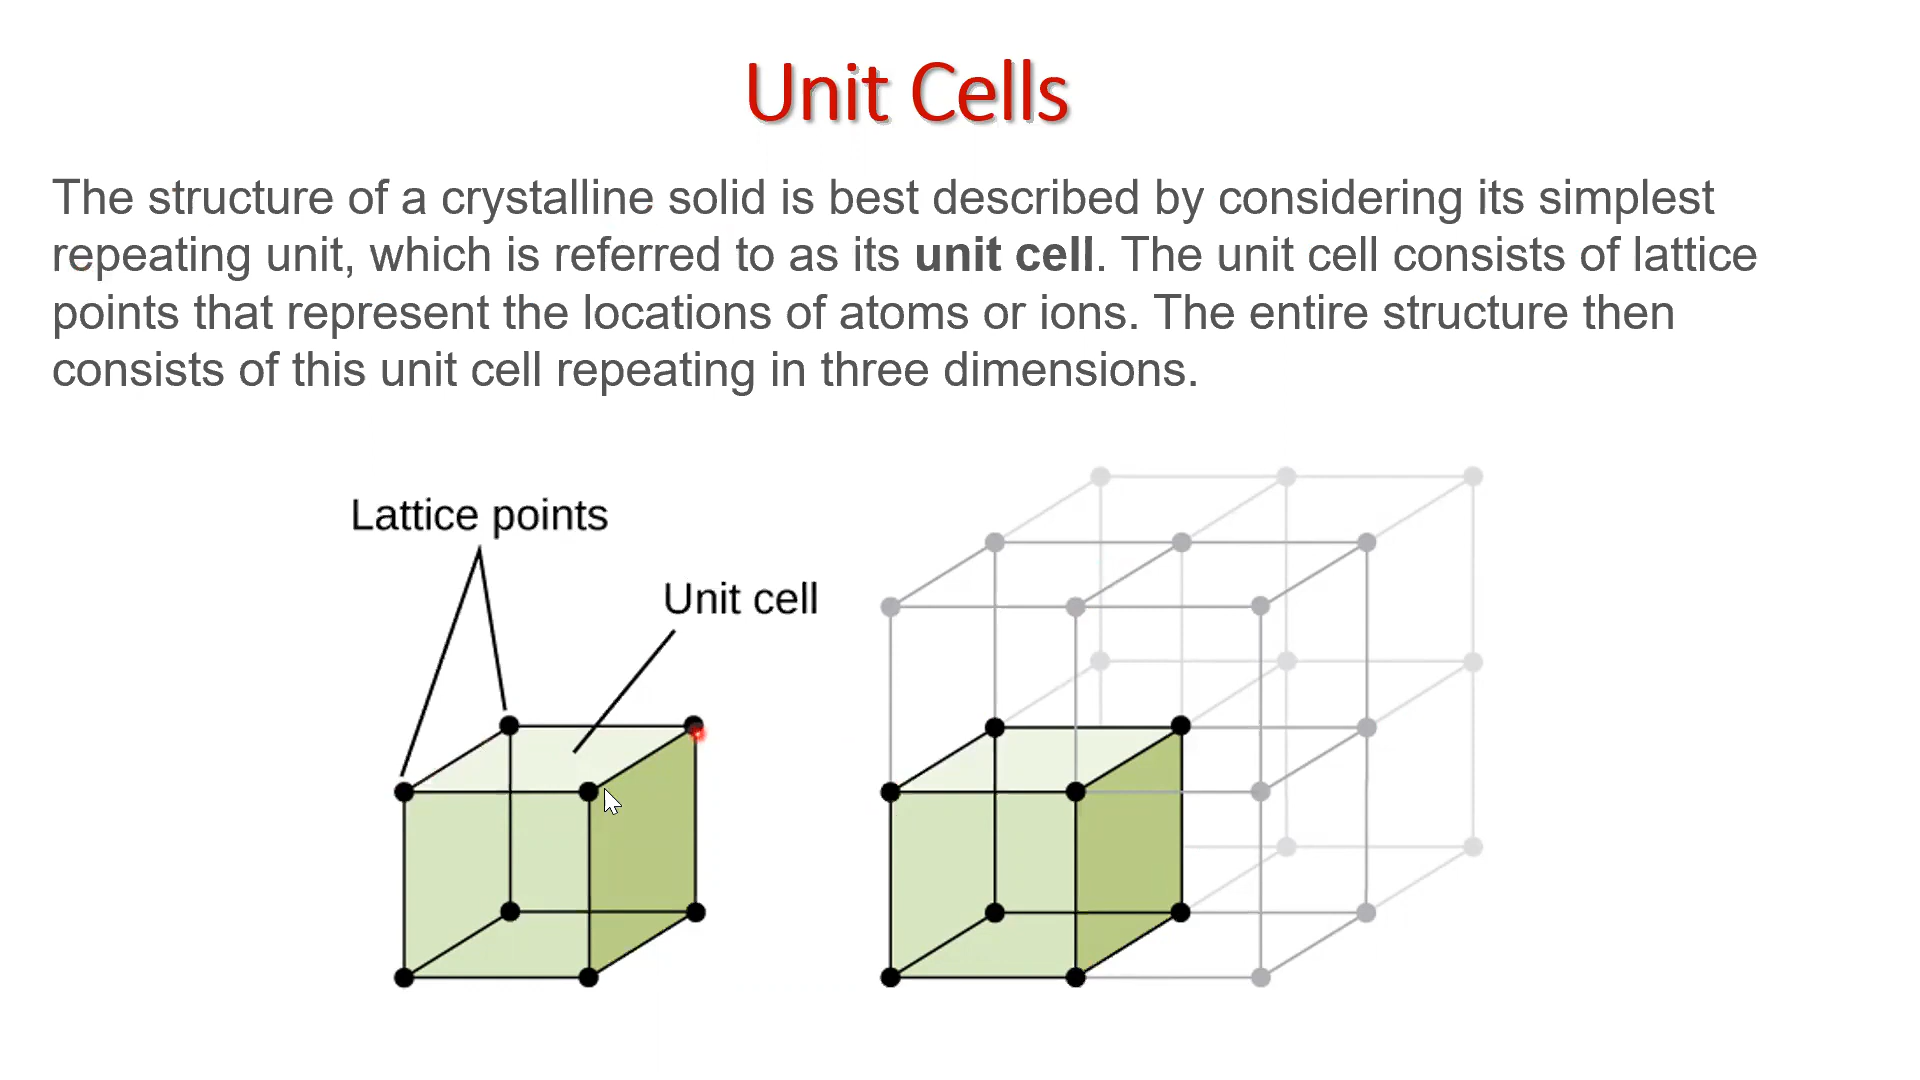 Unit Cells
The structure of a crystalline solid is best described by considering its simplest
repeating unit, which is referred to as its unit cell. The unit cell consists of lattice
points that represent the locations of atoms or ions. The entire structure then
consists of this unit cell repeating in three dimensions.
Lattice points
Unit cell